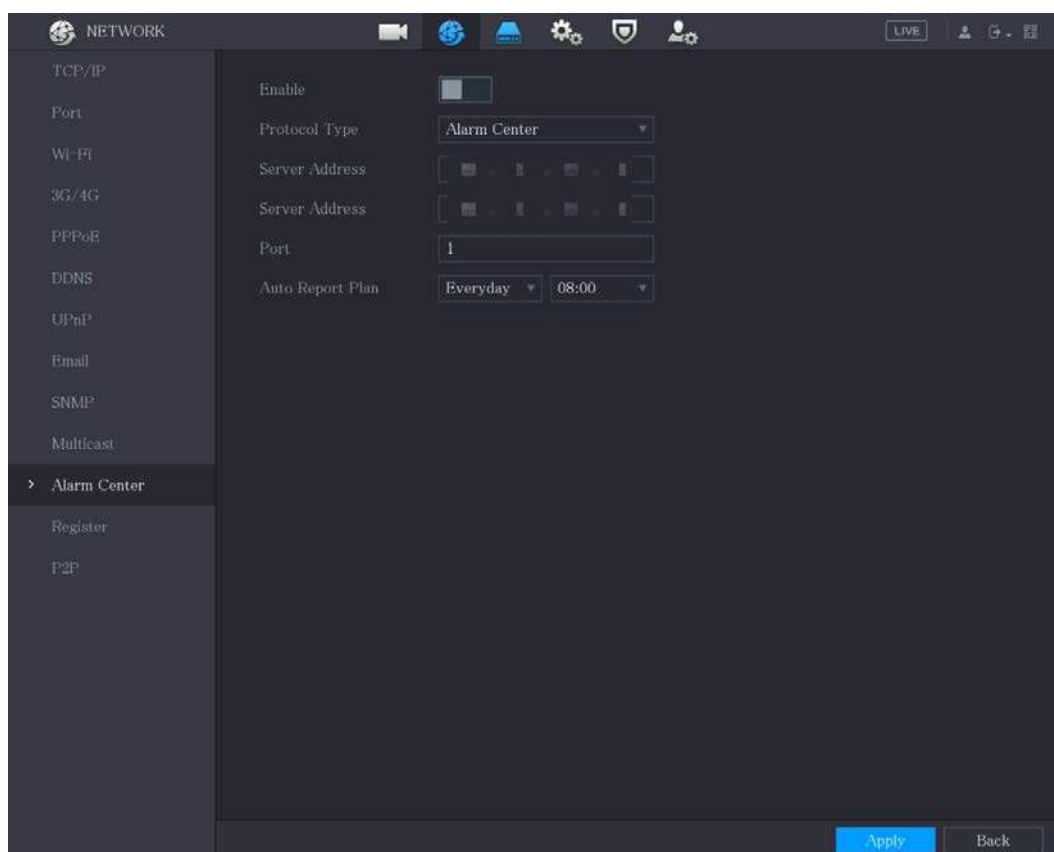 NETWORK
LIVE
TCP/IP
Port
Wi-Fi
3G/4G
PPPoE
DDNS
UPnP
Email
SNMP
Multicast
Alarm Center
Register
P2P
Enable
Protocol Type Alarm Center
Server Address
Server Address
Port 1
Auto Report Plan Everyday 08:00
Apply Back